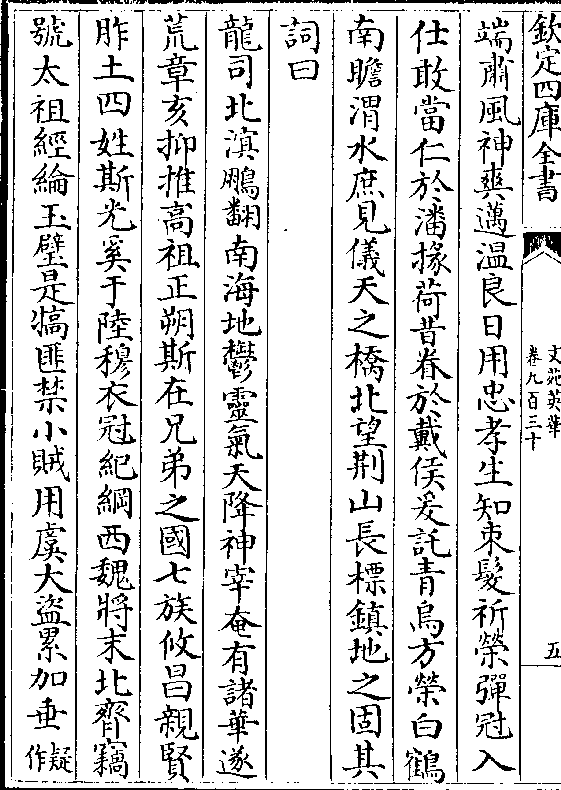 欽定四庫全書
文苑英華
卷九百三十
五
端肅風神爽邁溫良日用忠孝生知束髮祈榮彈冠入
仕敢當仁於潘掾荷昔眷於戴侯爰託青烏方榮白鶴
南瞻渭水庶見儀天之橋北望荆山長標鎮地之固其
詞曰
龍司北滇鵬翻南海地鬱靈氣天降神宰奄有諸華遂
荒章亥抑推高祖正朔斯在兄弟之國七族攸昌親賢
胙土四姓斯光奚于陸穆衣冠紀綱西魏將末北齊竊
號太祖經綸玉璧是犒匪禁小賊用虞大盜累加垂疑作